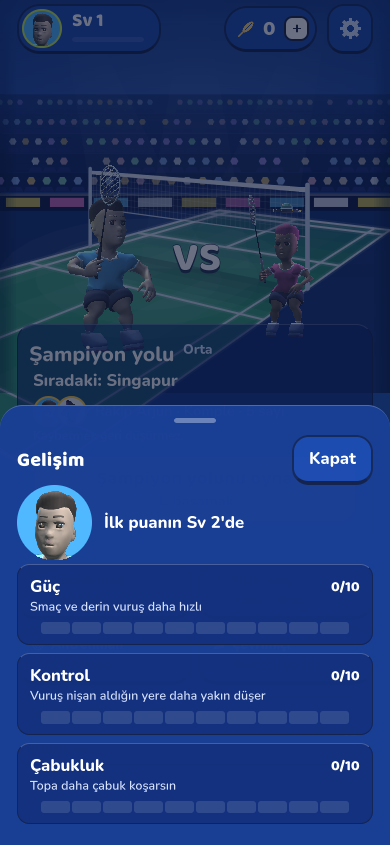 Sv 1
0
+
VS
Şampiyon yolu Orta
Sıradaki: Singapur
Gelişim
Kapat
İlk puanın Sv 2'de
Güç 0/10
Smaç ve derin vuruş daha hızlı
Kontrol 0/10
Vuruş nişan aldığın yere daha yakın düşer
Çabukluk 0/10
Topa daha çabuk koşarsın